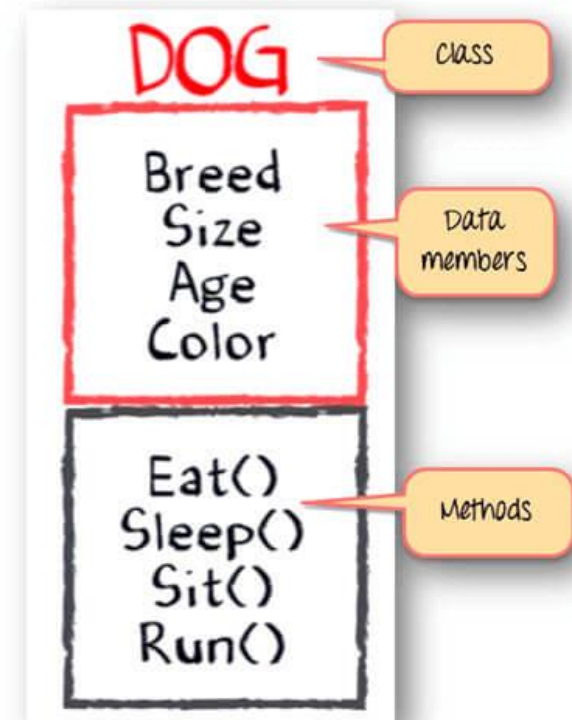 DOG
Class
Breed
Size
Age
Color
Data
members
Eat()
Sleep()
Sit()
Run()
Methods